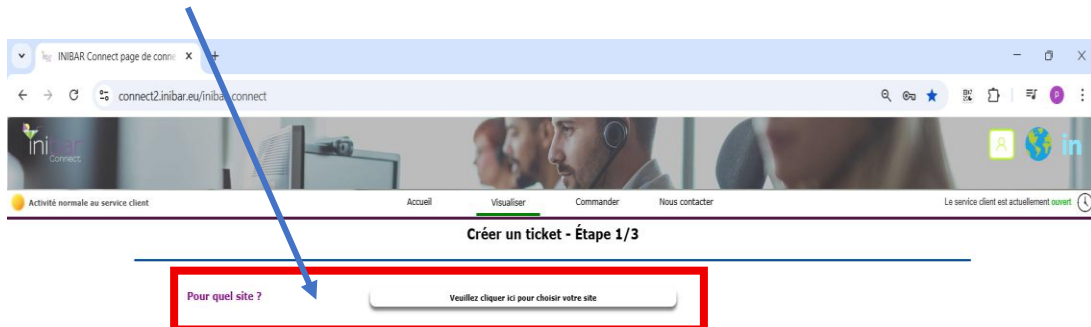 INIBAR Connect page de conne
connect2.inibar.eu/inibar connect
inibar
Connect.
Activité normale au service client
Accueil Visualiser Commander Nous contacter
Le service client est actuellement ouvert
Créer un ticket - Étape 1/3
Pour quel site ?
Veuillez cliquer ici pour choisir votre site